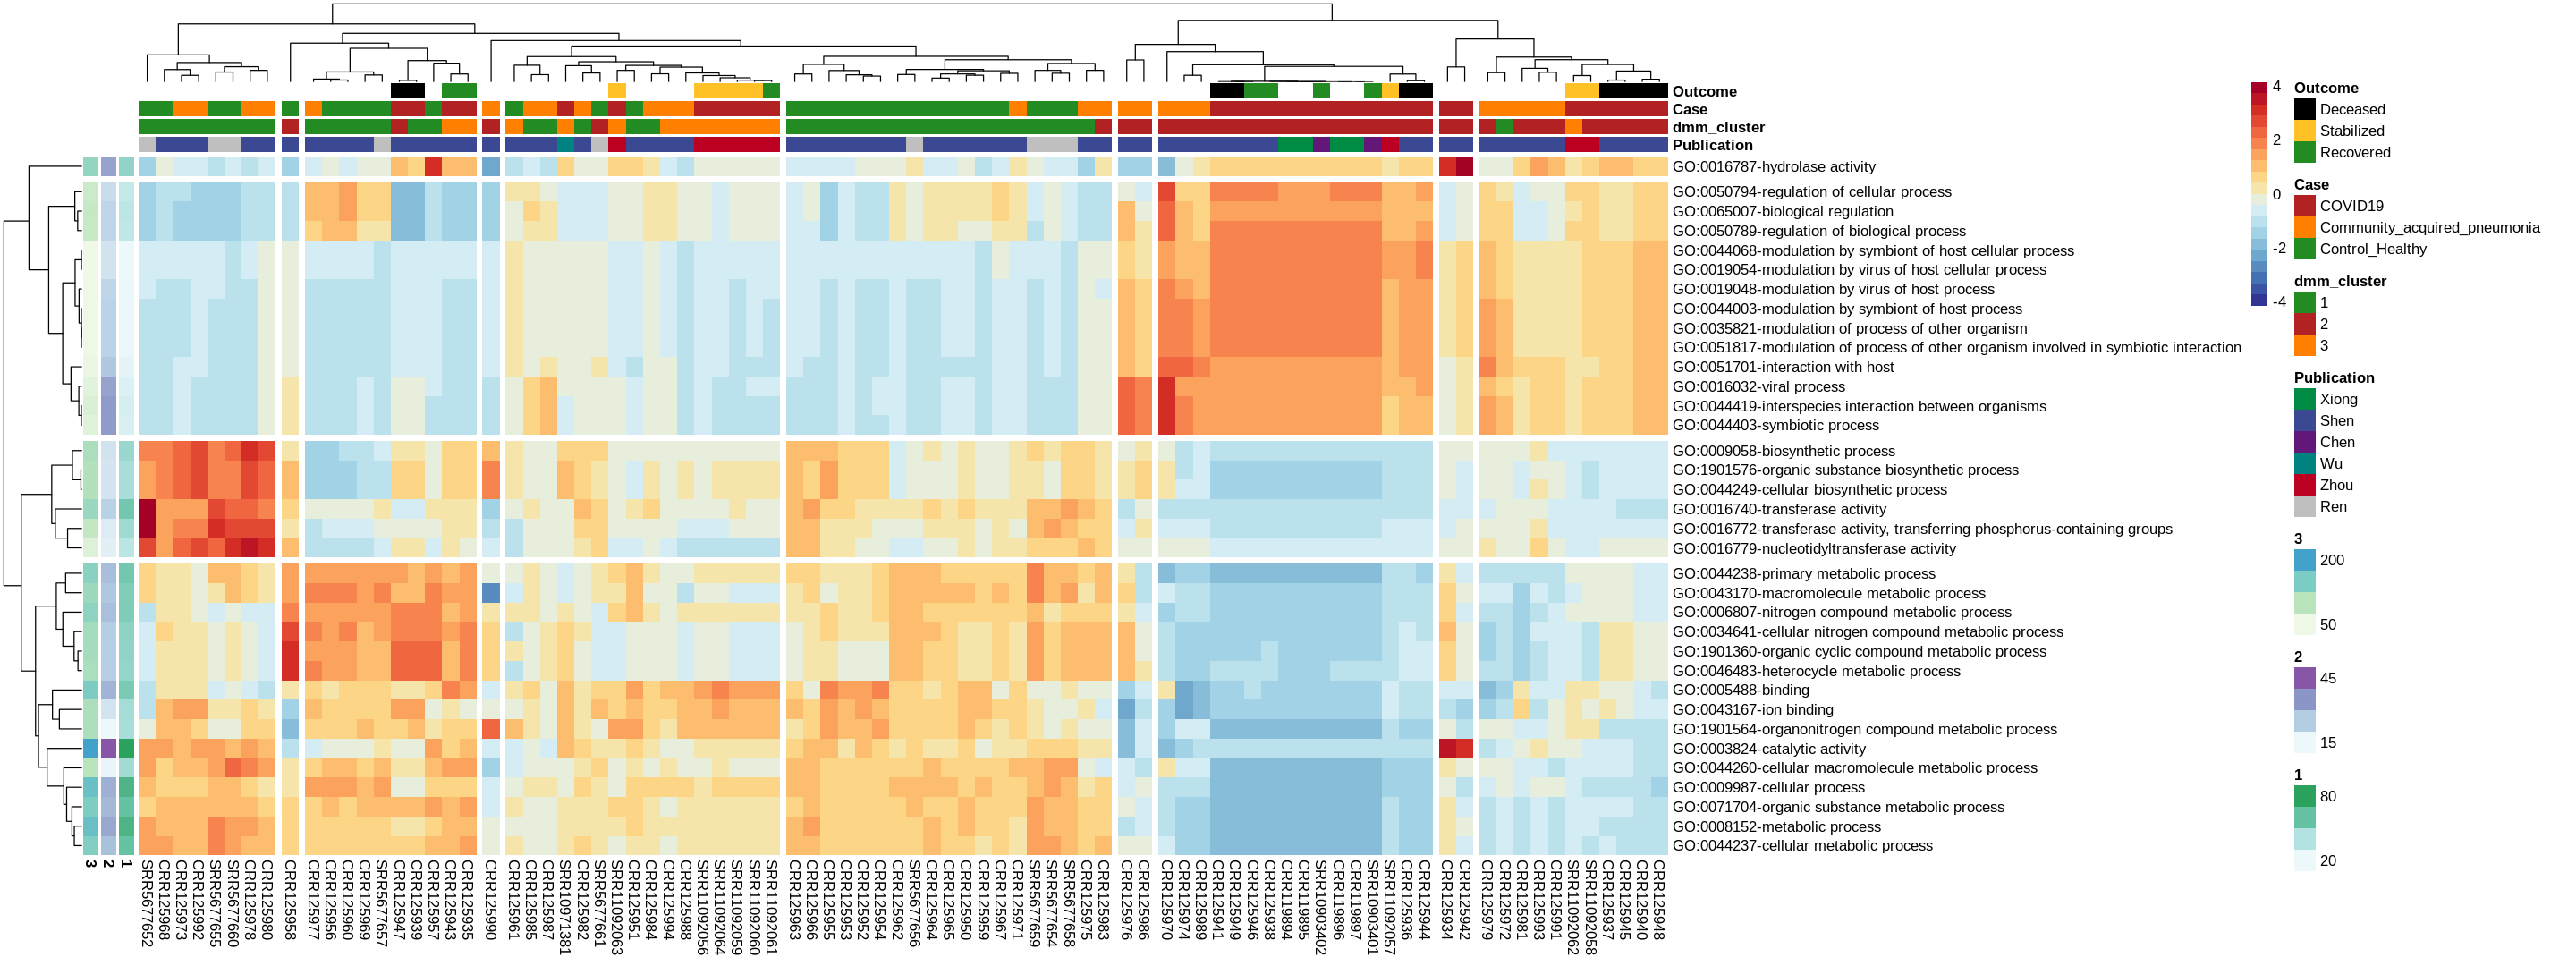 Outcome
Case
dmm_cluster
Publication
GO:0016787-hydrolase activity
GO:0050794-regulation of cellular process
GO:0065007-biological regulation
GO:0050789-regulation of biological process
GO:0044068-modulation by symbiont of host cellular process
GO:0019054-modulation by virus of host cellular process
GO:0019048-modulation by virus of host process
GO:0044003-modulation by symbiont of host process
GO:0035821-modulation of process of other organism
GO:0051817-modulation of process of other organism involved in symbiotic interaction
GO:0051701-interaction with host
GO:0016032-viral process
GO:0044419-interspecies interaction between organisms
GO:0044403-symbiotic process
GO:0009058-biosynthetic process
GO:1901576-organic substance biosynthetic process
GO:0044249-cellular biosynthetic process
GO:0016740-transferase activity
GO:0016772-transferase activity, transferring phosphorus-containing groups
GO:0016779-nucleotidyltransferase activity
GO:0044238-primary metabolic process
GO:0043170-macromolecule metabolic process
GO:0006807-nitrogen compound metabolic process
GO:0034641-cellular nitrogen compound metabolic process
GO:1901360-organic cyclic compound metabolic process
GO:0046483-heterocycle metabolic process
GO:0005488-binding
GO:0043167-ion binding
GO:1901564-organonitrogen compound metabolic process
GO:0003824-catalytic activity
GO:0044260-cellular macromolecule metabolic process
GO:0009987-cellular process
GO:0071704-organic substance metabolic process
GO:0008152-metabolic process
GO:0044237-cellular metabolic process
3
2
1
SRR5677652
CRR125968
CRR125973
CRR125992
SRR5677655
SRR5677660
CRR125978
CRR125980
CRR125958
CRR125977
CRR125956
CRR125960
CRR125969
SRR5677657
CRR125947
CRR125939
CRR125957
CRR125943
CRR125935
CRR125990
CRR125961
CRR125985
CRR125987
SRR10971381
CRR125982
SRR5677661
SRR11092063
CRR125951
CRR125984
CRR125994
CRR125988
SRR11092056
SRR11092064
SRR11092059
SRR11092060
SRR11092061
CRR125963
CRR125966
CRR125955
CRR125953
CRR125952
CRR125954
CRR125962
SRR5677656
CRR125964
CRR125965
CRR125950
CRR125959
CRR125967
CRR125971
SRR5677659
SRR5677654
SRR5677658
CRR125975
CRR125983
CRR125976
CRR125986
CRR125970
CRR125974
CRR125989
CRR125941
CRR125949
CRR125946
CRR125938
CRR119894
CRR119895
SRR10903402
CRR119896
CRR119897
SRR10903401
SRR11092057
CRR125936
CRR125944
CRR125934
CRR125942
CRR125979
CRR125972
CRR125981
CRR125993
CRR125991
SRR11092062
SRR11092058
CRR125937
CRR125945
CRR125940
CRR125948
4
2
0
-2
-4
Outcome
Deceased
Stabilized
Recovered
Case
COVID19
Community_acquired_pneumonia
Control_Healthy
dmm_cluster
1
2
3
Publication
Xiong
Shen
Chen
Wu
Zhou
Ren
3
200
50
2
45
15
1
80
20